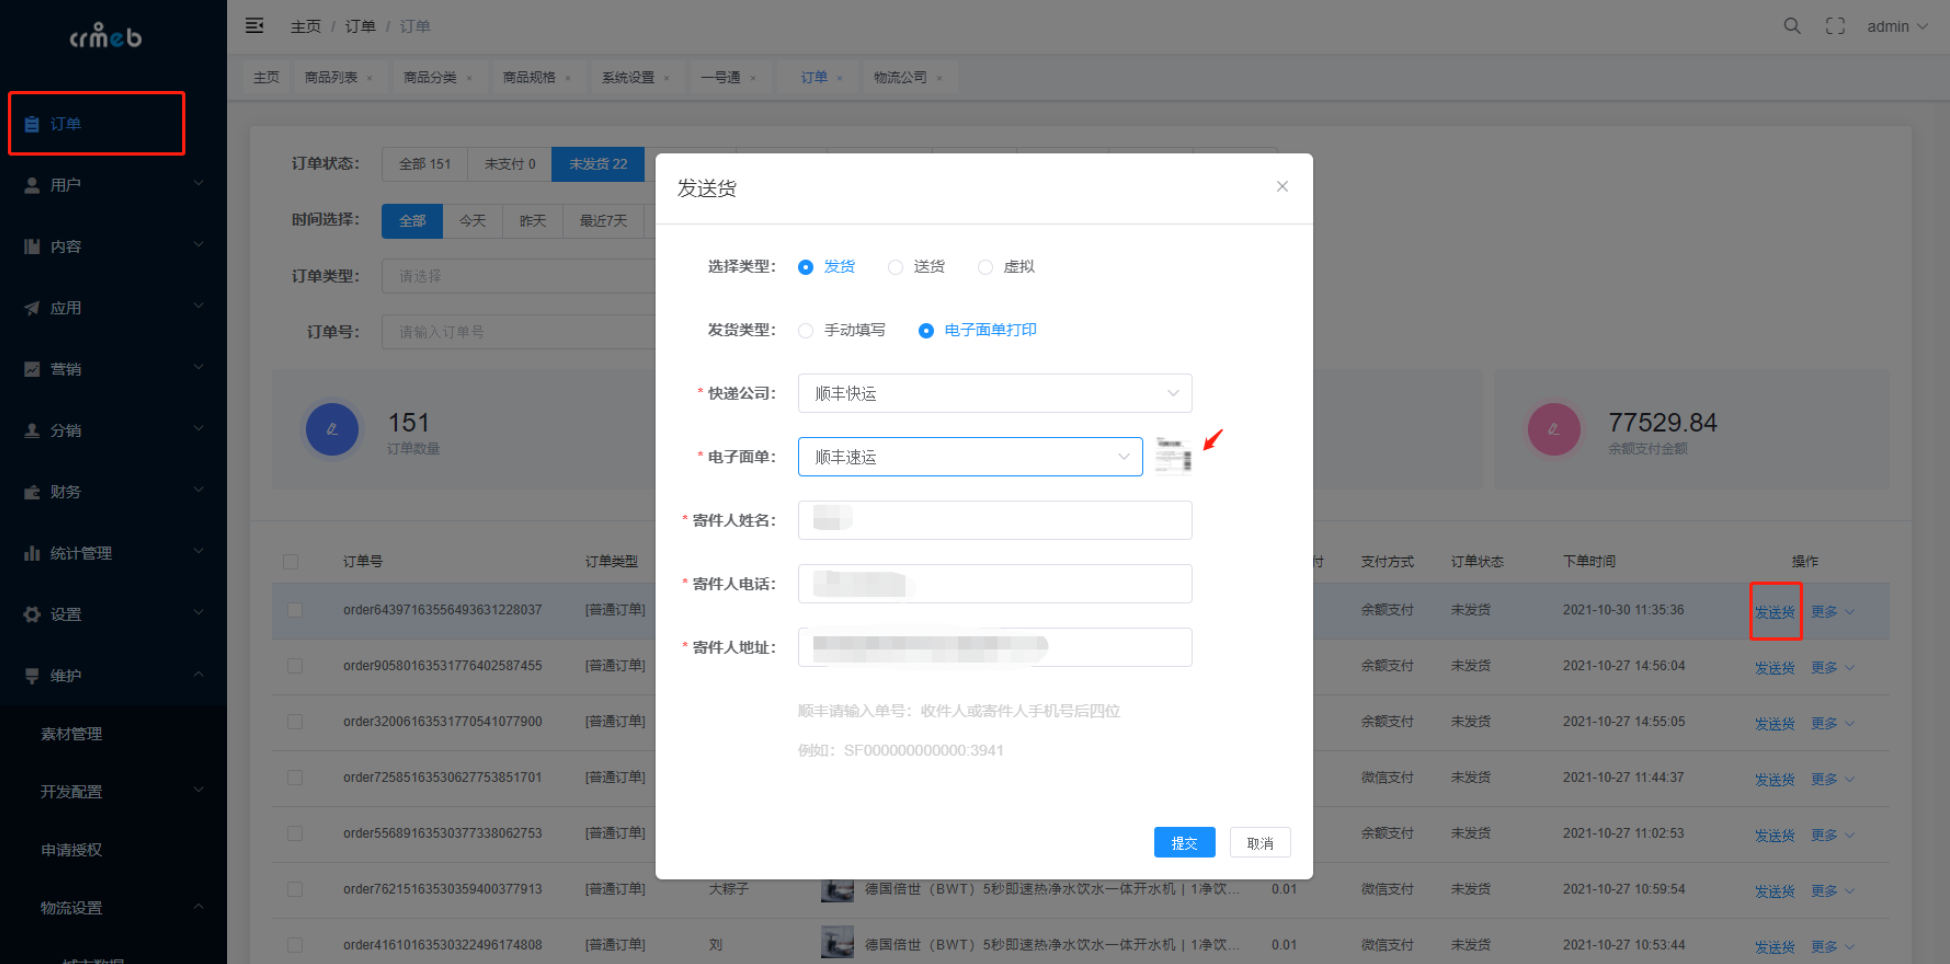 crmeb
主页 / 订单 / 订单
admin
主页 商品列表 × 商品分类 × 商品规格 × 系统设置 × 一号通 × 订单 × 物流公司 ×
订单
用户
内容
应用
营销
分销
财务
统计管理
设置
维护
素材管理
开发配置
申请授权
物流设置
城市数据
订单状态： 全部 151 未支付 0 未发货 22
时间选择： 全部 今天 昨天 最近7天
订单类型： 请选择
订单号： 请输入订单号
151
订单数量
77529.84
余额支付金额
发送货
选择类型： 发货 送货 虚拟
发货类型： 手动填写 电子面单打印
* 快递公司： 顺丰快运
* 电子面单： 顺丰速运
* 寄件人姓名：
* 寄件人电话：
* 寄件人地址：
顺丰请输入单号：收件人或寄件人手机号后四位
例如：SF000000000000:3941
提交 取消
订单号 订单类型 付 支付方式 订单状态 下单时间 操作
order64397163556493631228037 [普通订单] 余额支付 未发货 2021-10-30 11:35:36 发送货 更多
order90580163531776402587455 [普通订单] 余额支付 未发货 2021-10-27 14:56:04 发送货 更多
order32006163531770541077900 [普通订单] 余额支付 未发货 2021-10-27 14:55:05 发送货 更多
order72585163530627753851701 [普通订单] 微信支付 未发货 2021-10-27 11:44:37 发送货 更多
order55689163530377338062753 [普通订单] 余额支付 未发货 2021-10-27 11:02:53 发送货 更多
order76215163530359400377913 [普通订单] 大粽子 德国倍世（BWT）5秒即速热净水饮水一体开水机 | 1净饮... 0.01 微信支付 未发货 2021-10-27 10:59:54 发送货 更多
order41610163530322496174808 [普通订单] 刘 德国倍世（BWT）5秒即速热净水饮水一体开水机 | 1净饮... 0.01 微信支付 未发货 2021-10-27 10:53:44 发送货 更多